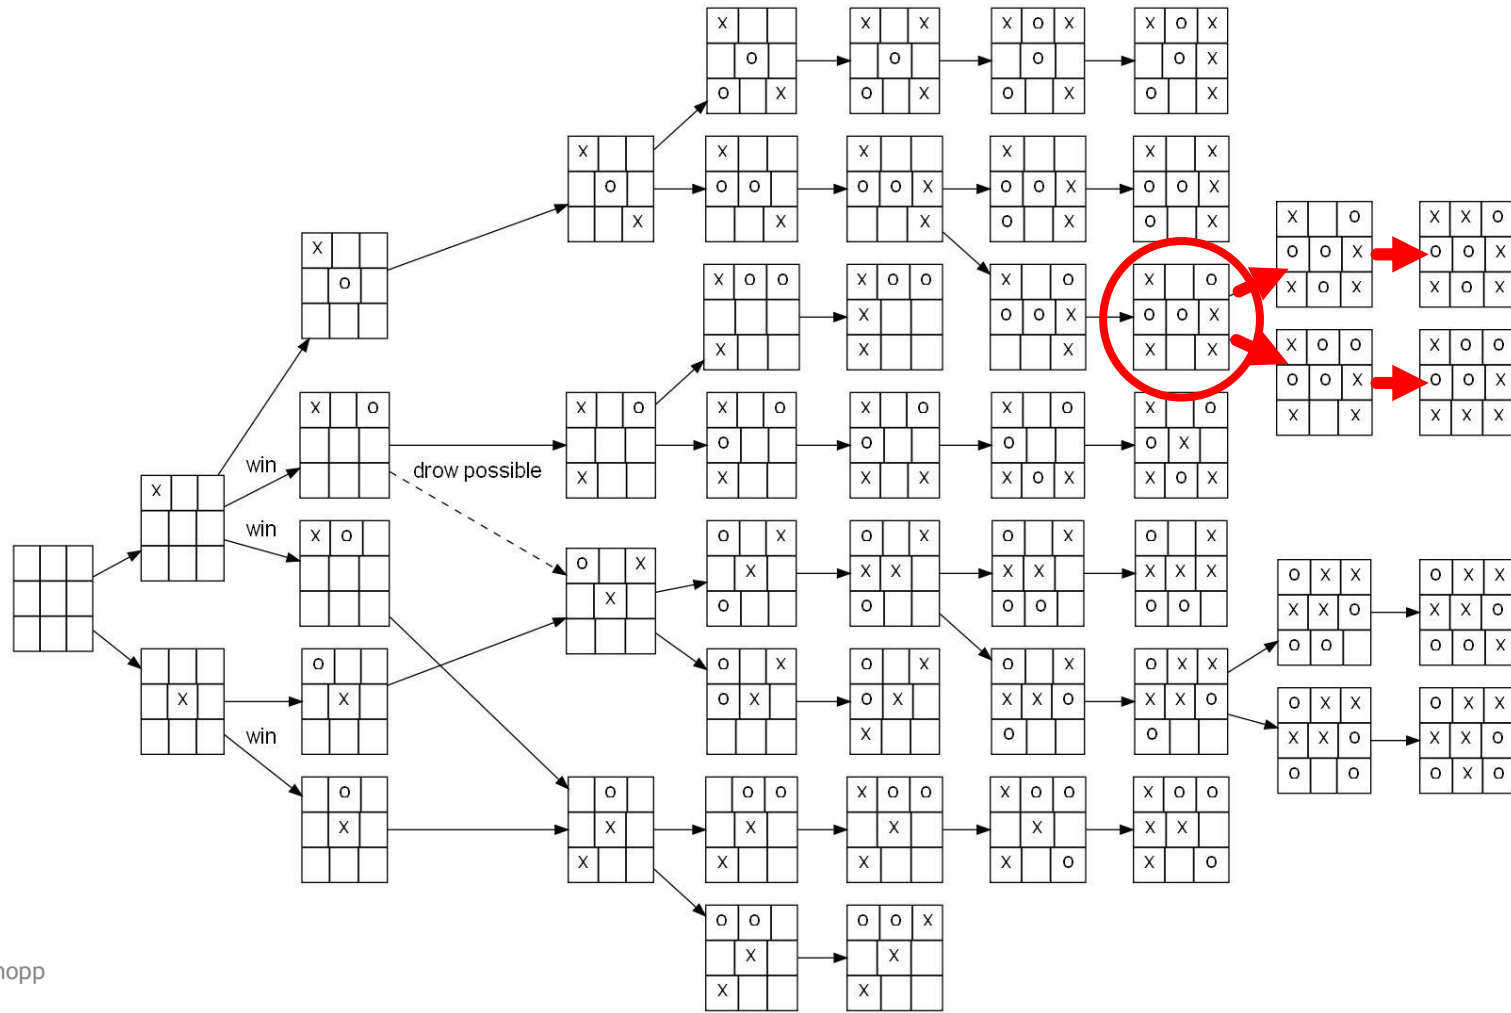 X X X X O X X O X
O O O O X
O X O X O X O X
X X X X X X
O O O O O X O O X O O X
X X X O X O X
X O X X O
X O O X O O X
X O O X O O X O X O
O X O X X O X
X O O X O O X
X O O X O O
X X X X X
O O X O O X
X O X O X O X O X O X O
X X X X X
O O O O X
win
drow possible
X X X X X O X X O X
X
win
X O O X O X O X O X
O X
X X X X X X X X
O X X O X X
X
O O O O O O
X X O X X O
O O O O X
O X O X O X O X X
X X O X O X X X O X X O
O X X O X X
win
X O O
X X O X X O
O O O X O
O O O O X O O X O O X O O
X X X X X X X
X X X X O X O
O O O O X
X X
X X
nopp